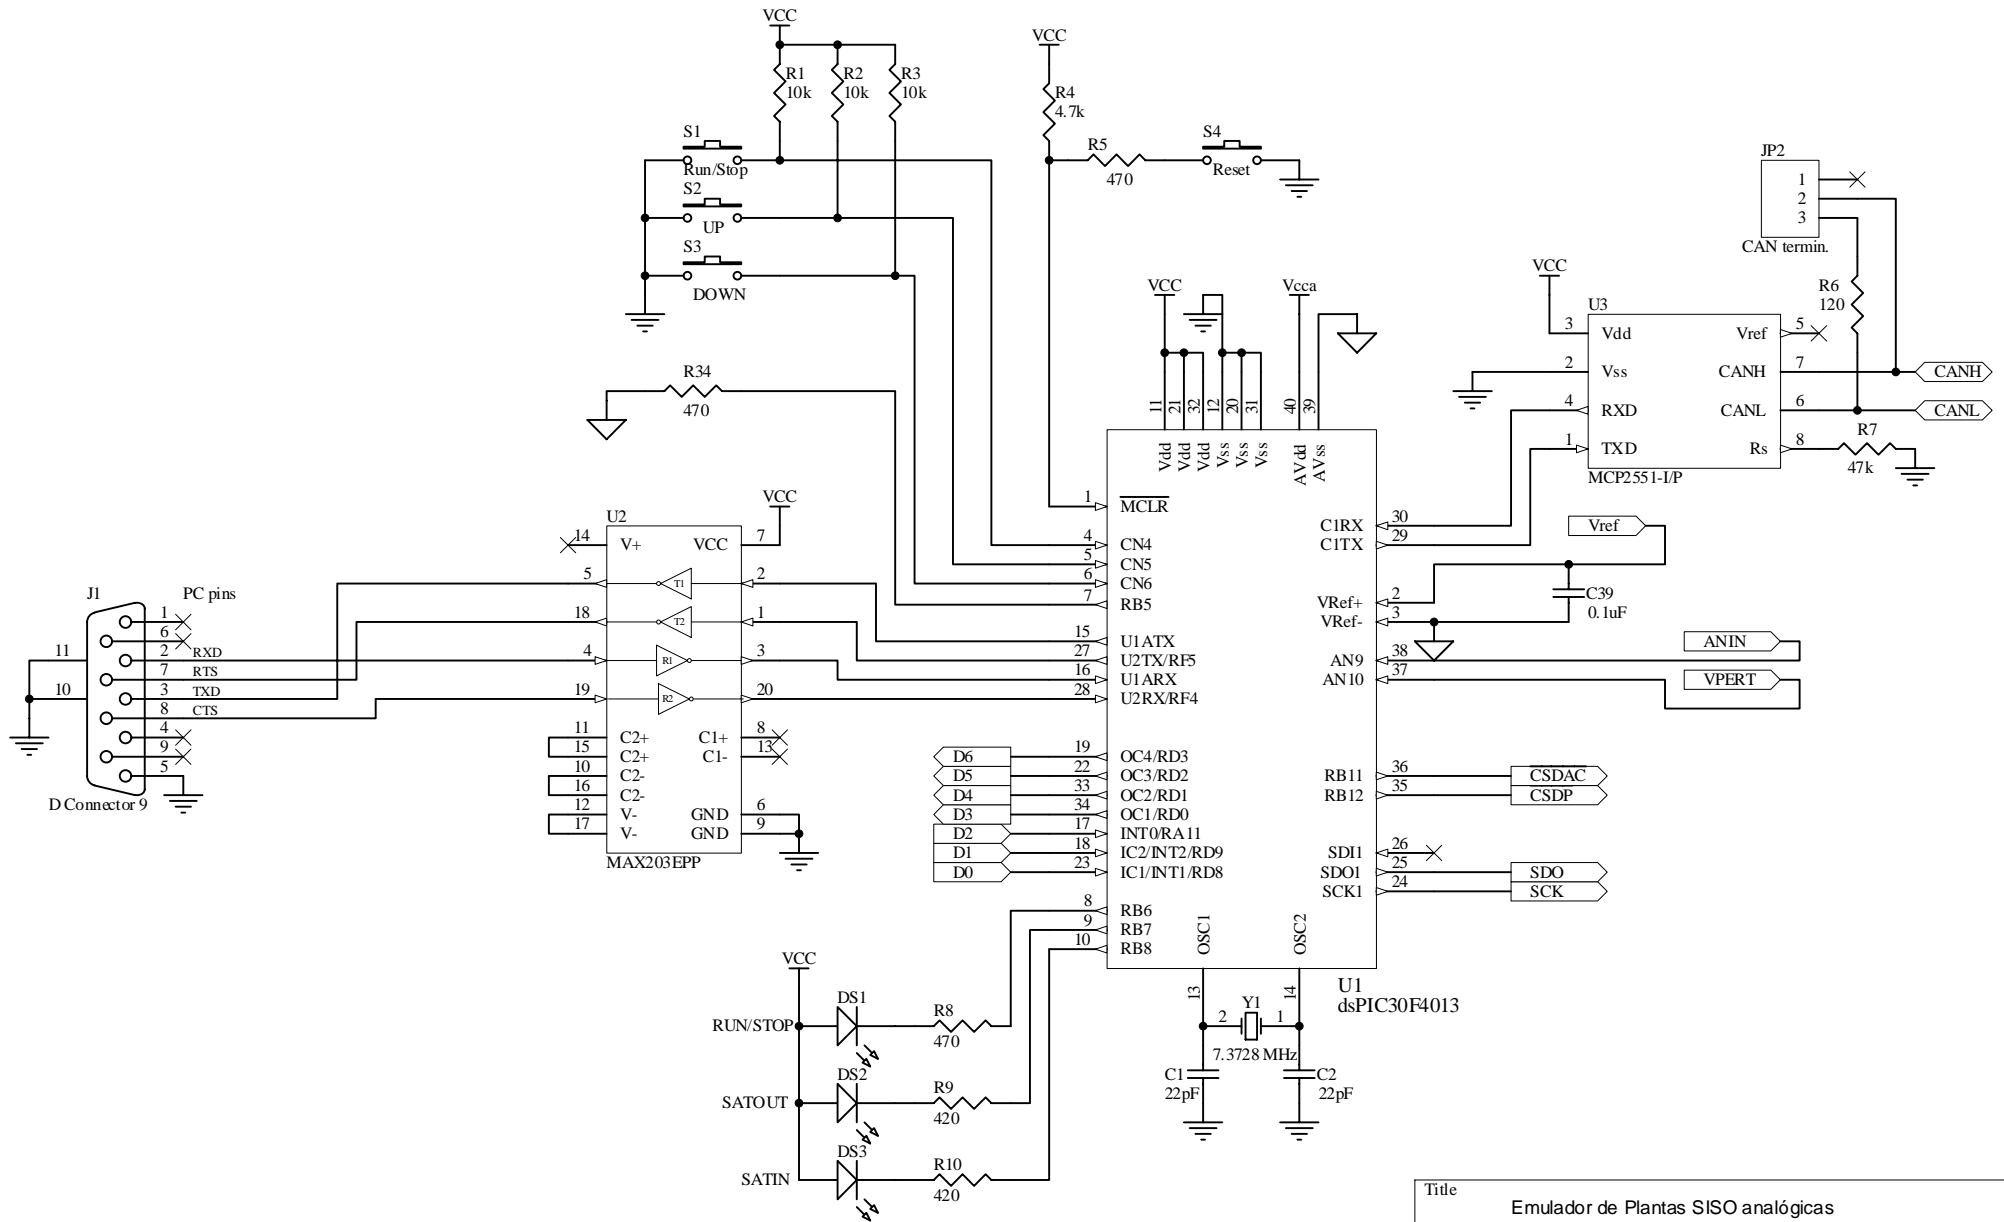 VCC
R1
10k
R2
10k
R3
10k
S1
Run/Stop
S2
UP
S3
DOWN
VCC
R4
4.7k
R5
470
S4
Reset
JP2
1
2
3
CAN termin.
R6
120
VCC
U3
3 Vdd
2 Vss
4 RXD
1 TXD
Vref 5
CANH 7
CANL 6
Rs 8
MCP2551-I/P
CANH
CANL
R7
47k
R34
470
VCC
Vcca
11 21 32 12 20 31 40 39
Vdd Vdd Vdd Vss Vss Vss AVdd AVss
1 MCLR
4 CN4
5 CN5
6 CN6
7 RB5
15 U1ATX
27 U2TX/RF5
16 U1ARX
28 U2RX/RF4
19 OC4/RD3
22 OC3/RD2
33 OC2/RD1
34 OC1/RD0
17 INT0/RA11
18 IC2/INT2/RD9
23 IC1/INT1/RD8
8 RB6
9 RB7
10 RB8
C1RX 30
C1TX 29
VRef+ 2
VRef- 3
AN9 38
AN10 37
RB11 36
RB12 35
SDI1 26
SDO1 25
SCK1 24
OSC1
OSC2
13
14
U1
dsPIC30F4013
Vref
C39
0.1uF
ANIN
VPERT
CSDAC
CSDP
SDO
SCK
D6
D5
D4
D3
D2
D1
D0
VCC
U2
14 V+
VCC 7
5 T1 2
18 T2 1
4 R1 3
19 R2 20
11 C2+
15 C2+
10 C2-
16 C2-
12 V-
17 V-
C1+ 8
C1- 13
GND 6
GND 9
MAX203EPP
J1
PC pins
1
6
2 RXD
7 RTS
3 TXD
8 CTS
4
9
5
11
10
D Connector 9
VCC
RUN/STOP
DS1
R8
470
SATOUT
DS2
R9
420
SATIN
DS3
R10
420
2 Y1 1
7.3728 MHz
C1
22pF
C2
22pF
Title
Emulador de Plantas SISO analógicas